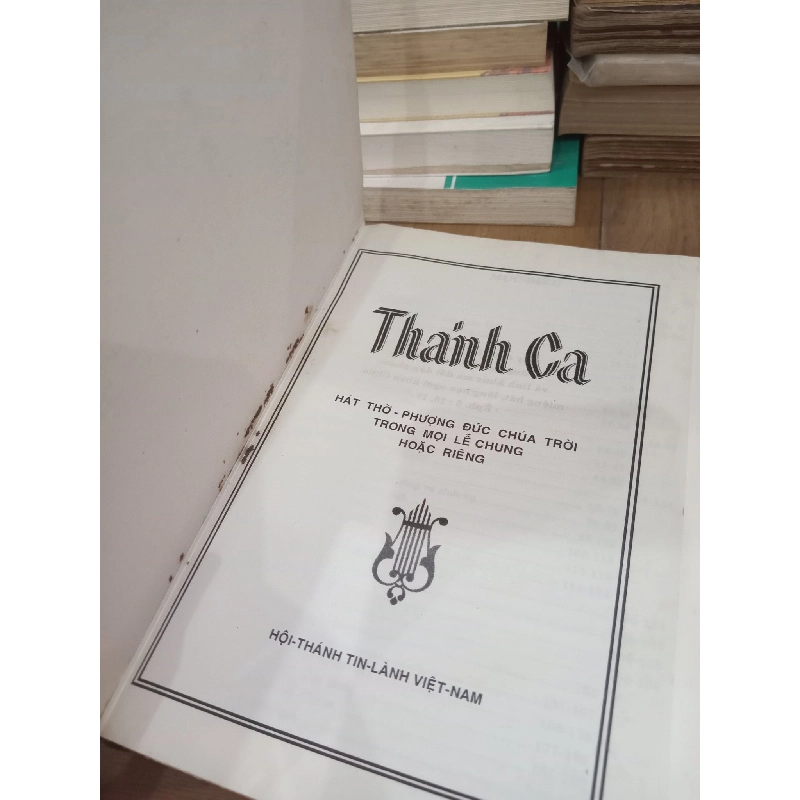 Thánh Ca
HÁT THỜ - PHƯỢNG ĐỨC CHÚA TRỜI
TRONG MỌI LỄ CHUNG
HOẶC RIÊNG
HỘI-THÁNH TIN-LÀNH VIỆT-NAM